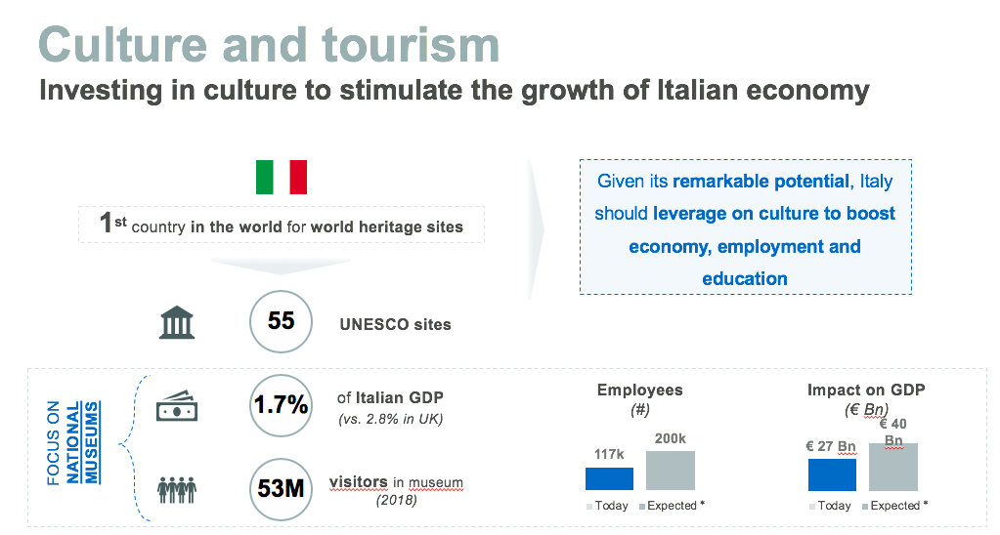 Culture and tourism
Investing in culture to stimulate the growth of Italian economy
1st country in the world for world heritage sites
Given its remarkable potential, Italy
should leverage on culture to boost
economy, employment and
education
55
UNESCO sites
FOCUS ON
NATIONAL
MUSEUMS
1.7%
of Italian GDP
(vs. 2.8% in UK)
53M
visitors in museum
(2018)
Employees
(#)
117k
200k
Today
Expected *
Impact on GDP
(€ Bn)
€ 27 Bn
€ 40
Bn
Today
Expected *